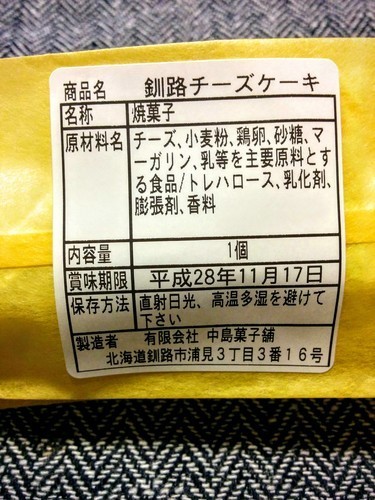 商品名 釧路チーズケーキ
名称 焼菓子
原材料名 チーズ、小麦粉、鶏卵、砂糖、マ
ーガリン、乳等を主要原料とす
る食品/トレハロース、乳化剤、
膨張剤、香料
内容量 1個
賞味期限 平成28年11月17日
保存方法 直射日光、高温多湿を避けて
下さい
製造者 有限会社 中島菓子舗
北海道釧路市浦見3丁目3番16号